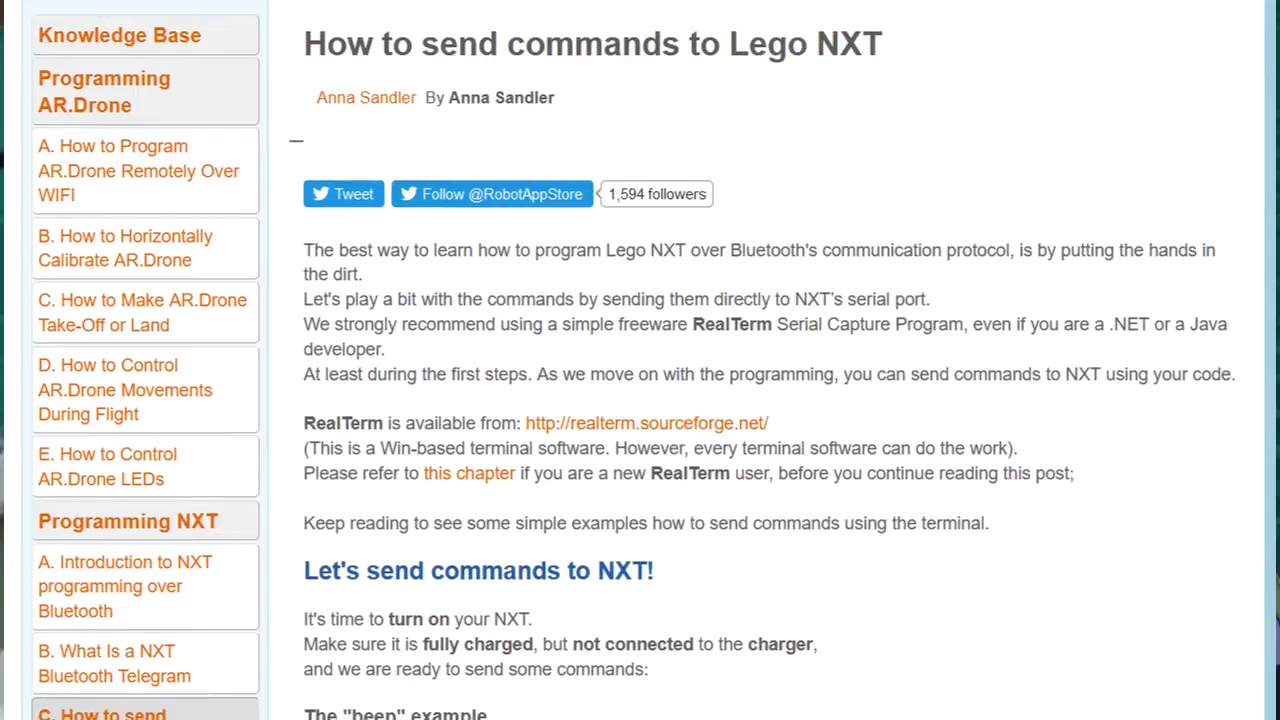 Knowledge Base
Programming
AR.Drone
A. How to Program
AR.Drone Remotely Over
WIFI
B. How to Horizontally
Calibrate AR.Drone
C. How to Make AR.Drone
Take-Off or Land
D. How to Control
AR.Drone Movements
During Flight
E. How to Control
AR.Drone LEDs
Programming NXT
A. Introduction to NXT
programming over
Bluetooth
B. What Is a NXT
Bluetooth Telegram
C. How to send
How to send commands to Lego NXT
Anna Sandler By Anna Sandler
Tweet Follow @RobotAppStore 1,594 followers
The best way to learn how to program Lego NXT over Bluetooth's communication protocol, is by putting the hands in
the dirt.
Let's play a bit with the commands by sending them directly to NXT's serial port.
We strongly recommend using a simple freeware RealTerm Serial Capture Program, even if you are a .NET or a Java
developer.
At least during the first steps. As we move on with the programming, you can send commands to NXT using your code.
RealTerm is available from: http://realterm.sourceforge.net/
(This is a Win-based terminal software. However, every terminal software can do the work).
Please refer to this chapter if you are a new RealTerm user, before you continue reading this post;
Keep reading to see some simple examples how to send commands using the terminal.
Let's send commands to NXT!
It's time to turn on your NXT.
Make sure it is fully charged, but not connected to the charger,
and we are ready to send some commands:
The "beep" example